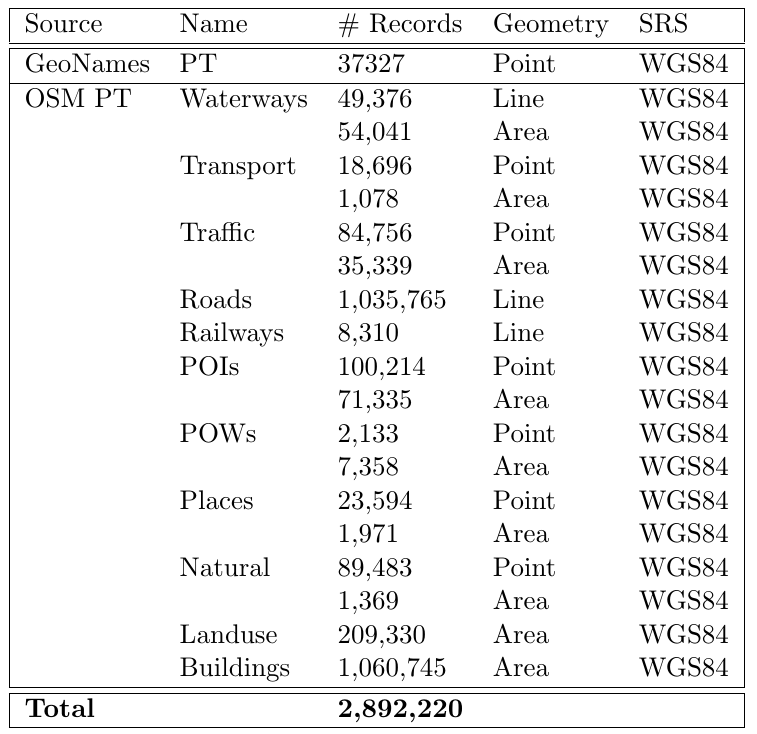 Source Name # Records Geometry SRS
GeoNames PT 37327 Point WGS84
OSM PT Waterways 49,376 Line WGS84
54,041 Area WGS84
Transport 18,696 Point WGS84
1,078 Area WGS84
Traffic 84,756 Point WGS84
35,339 Area WGS84
Roads 1,035,765 Line WGS84
Railways 8,310 Line WGS84
POIs 100,214 Point WGS84
71,335 Area WGS84
POWs 2,133 Point WGS84
7,358 Area WGS84
Places 23,594 Point WGS84
1,971 Area WGS84
Natural 89,483 Point WGS84
1,369 Area WGS84
Landuse 209,330 Area WGS84
Buildings 1,060,745 Area WGS84
Total 2,892,220